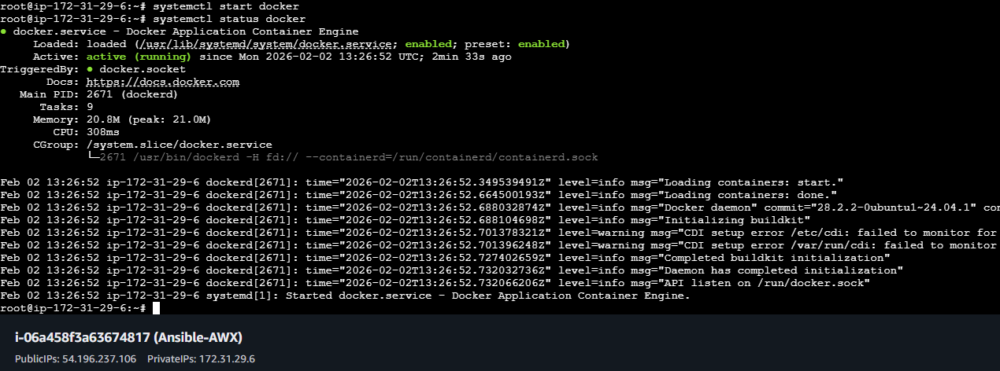 root@ip-172-31-29-6:~# systemctl start docker
root@ip-172-31-29-6:~# systemctl status docker
● docker.service - Docker Application Container Engine
Loaded: loaded (/usr/lib/systemd/system/docker.service; enabled; preset: enabled)
Active: active (running) since Mon 2026-02-02 13:26:52 UTC; 2min 33s ago
TriggeredBy: ● docker.socket
Docs: https://docs.docker.com
Main PID: 2671 (dockerd)
Tasks: 9
Memory: 20.8M (peak: 21.0M)
CPU: 308ms
CGroup: /system.slice/docker.service
└─2671 /usr/bin/dockerd -H fd:// --containerd=/run/containerd/containerd.sock
Feb 02 13:26:52 ip-172-31-29-6 dockerd[2671]: time="2026-02-02T13:26:52.349539491Z" level=info msg="Loading containers: start."
Feb 02 13:26:52 ip-172-31-29-6 dockerd[2671]: time="2026-02-02T13:26:52.664500193Z" level=info msg="Loading containers: done."
Feb 02 13:26:52 ip-172-31-29-6 dockerd[2671]: time="2026-02-02T13:26:52.688032874Z" level=info msg="Docker daemon" commit="28.2.2-0ubuntu1~24.04.1" con
Feb 02 13:26:52 ip-172-31-29-6 dockerd[2671]: time="2026-02-02T13:26:52.688104698Z" level=info msg="Initializing buildkit"
Feb 02 13:26:52 ip-172-31-29-6 dockerd[2671]: time="2026-02-02T13:26:52.701378321Z" level=warning msg="CDI setup error /etc/cdi: failed to monitor for
Feb 02 13:26:52 ip-172-31-29-6 dockerd[2671]: time="2026-02-02T13:26:52.701396248Z" level=warning msg="CDI setup error /var/run/cdi: failed to monitor
Feb 02 13:26:52 ip-172-31-29-6 dockerd[2671]: time="2026-02-02T13:26:52.727402659Z" level=info msg="Completed buildkit initialization"
Feb 02 13:26:52 ip-172-31-29-6 dockerd[2671]: time="2026-02-02T13:26:52.732032736Z" level=info msg="Daemon has completed initialization"
Feb 02 13:26:52 ip-172-31-29-6 dockerd[2671]: time="2026-02-02T13:26:52.732066206Z" level=info msg="API listen on /run/docker.sock"
Feb 02 13:26:52 ip-172-31-29-6 systemd[1]: Started docker.service - Docker Application Container Engine.
root@ip-172-31-29-6:~#
i-06a458f3a63674817 (Ansible-AWX)
PublicIPs: 54.196.237.106 PrivateIPs: 172.31.29.6